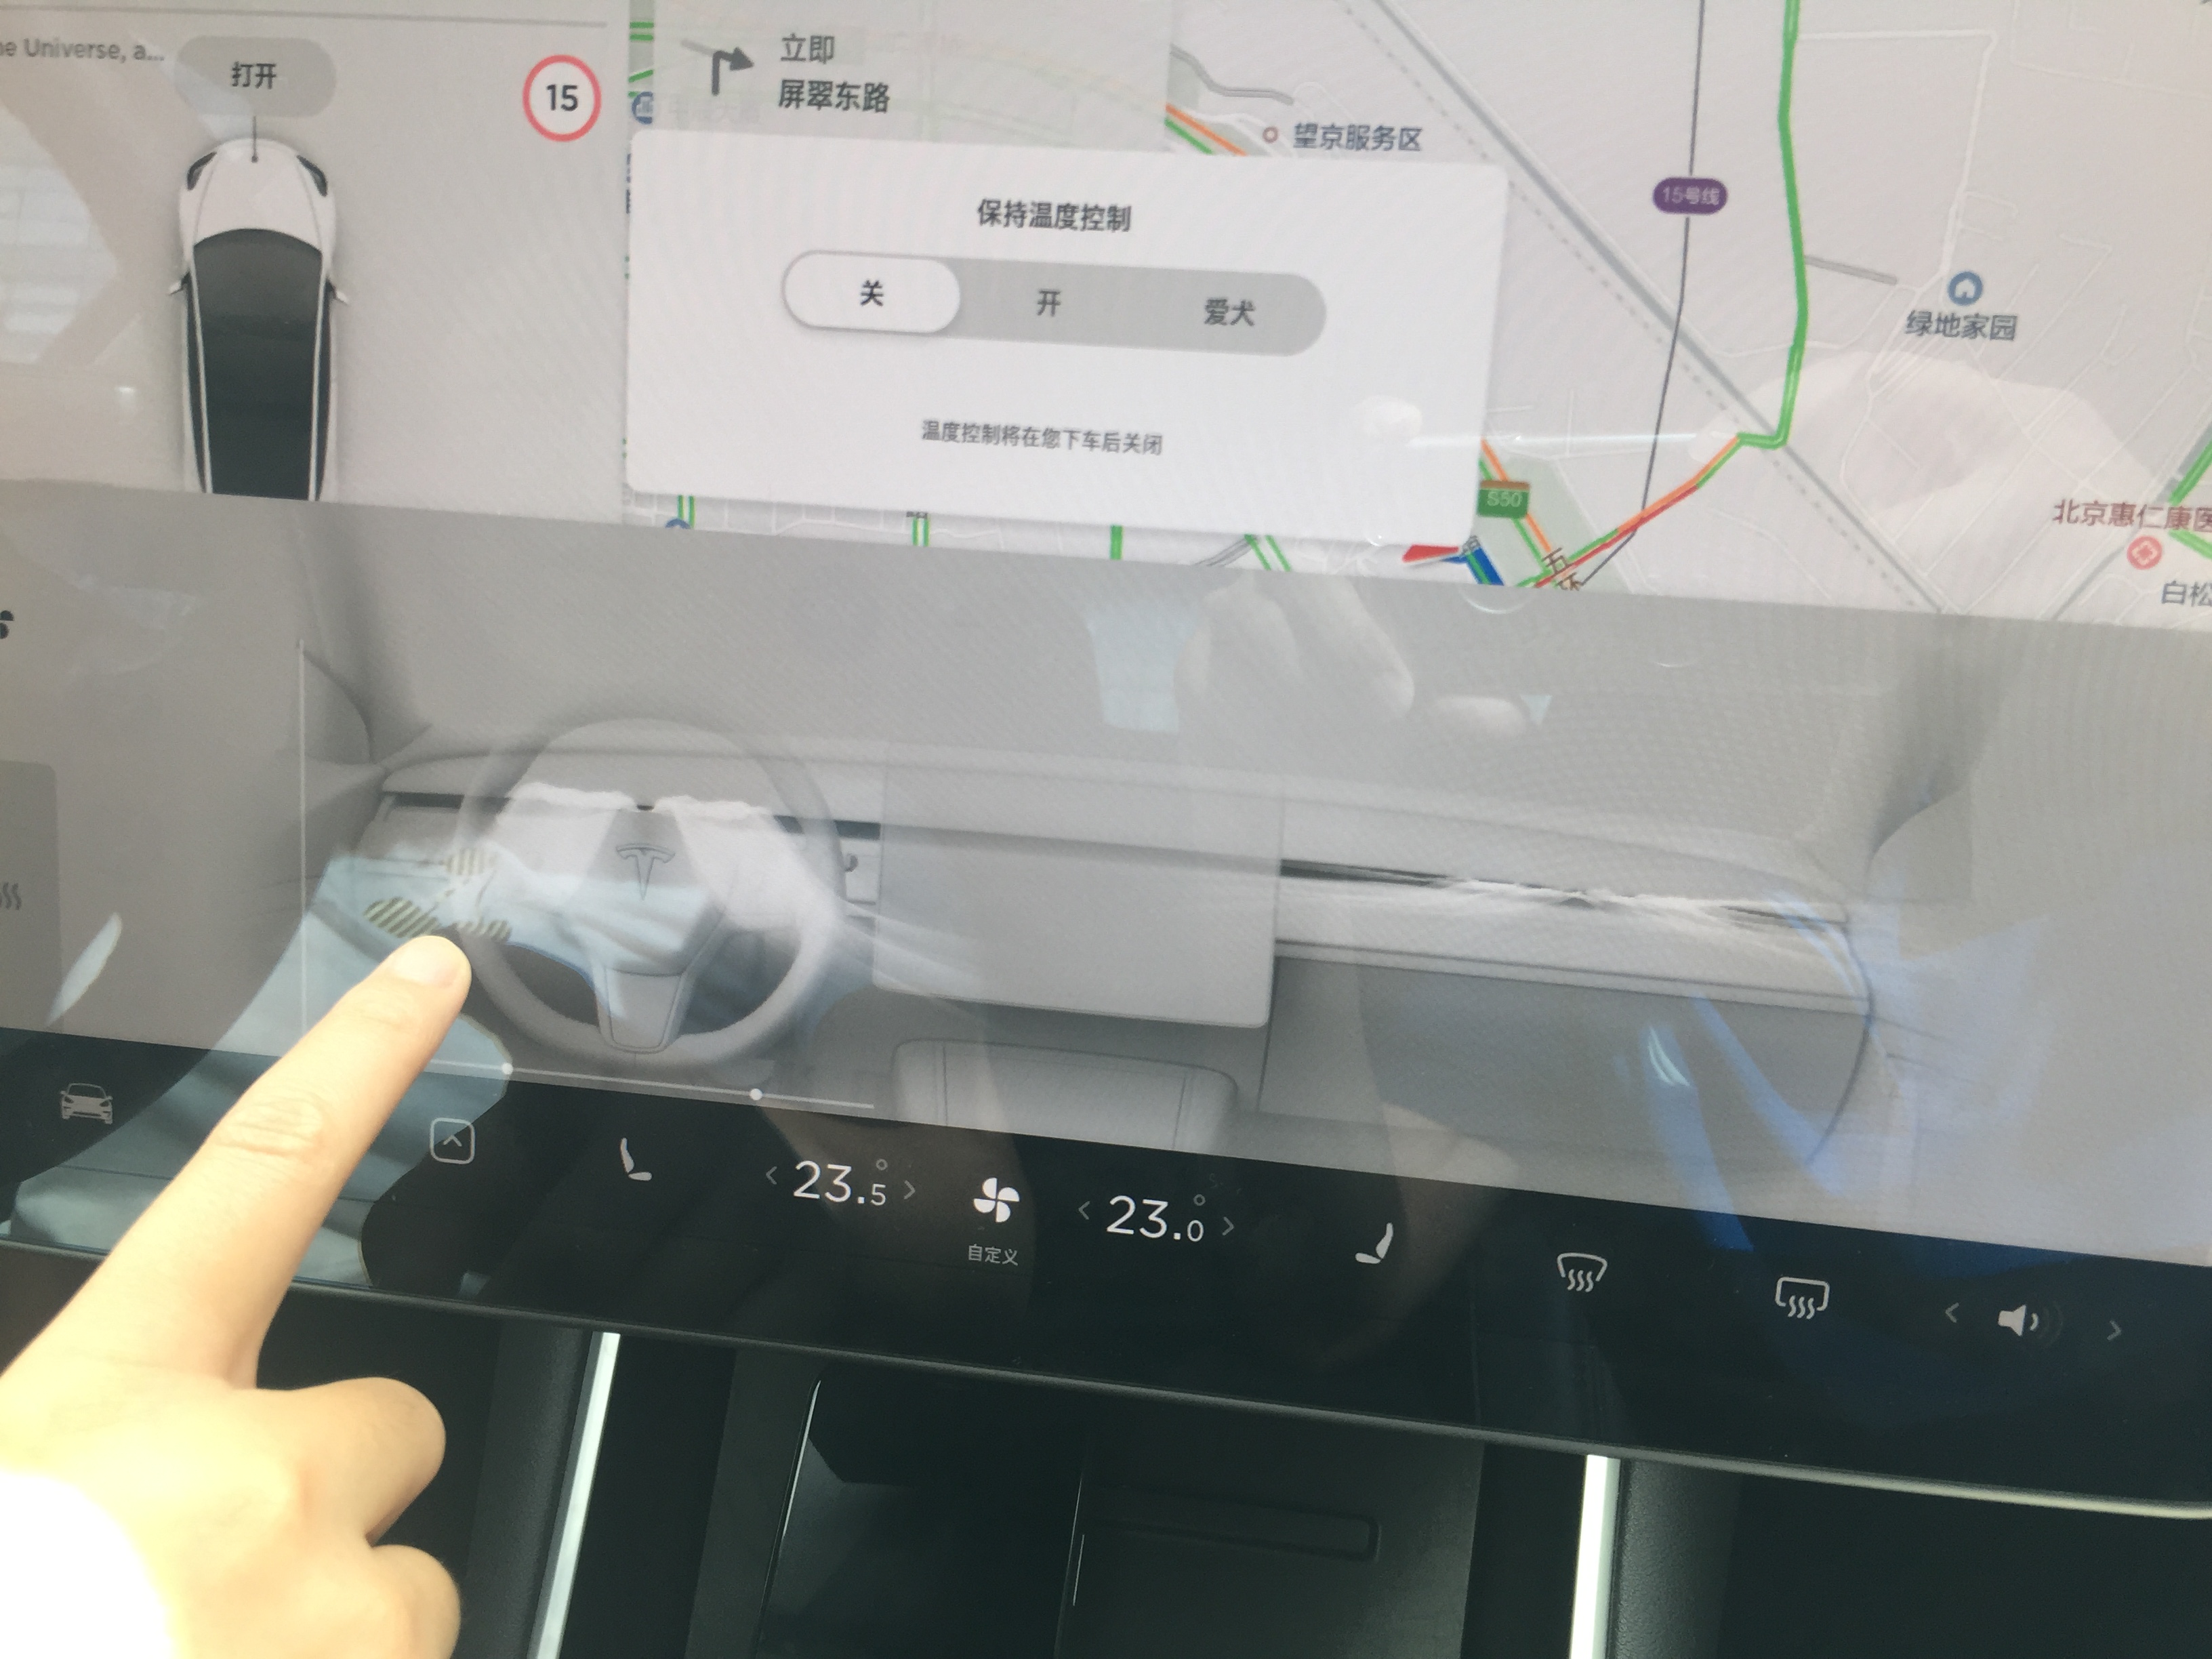 e Universe, a...
打开
15
立即
屏翠东路
望京服务区
15号线
绿地家园
保持温度控制
关
开
爱犬
温度控制将在您下车后关闭
S50
五
环
北京惠仁康医
白松
23.5°
自定义
23.0°